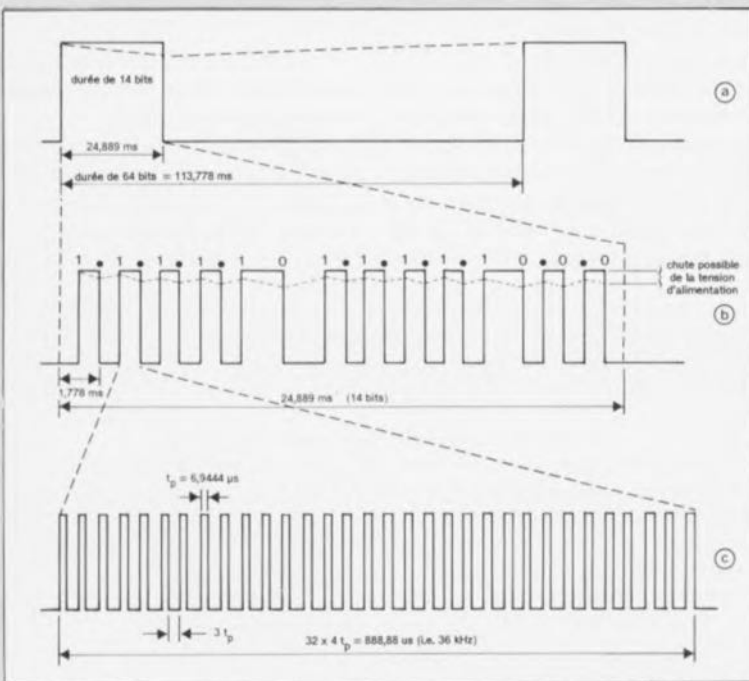 durée de 14 bits
a
24,889 ms
durée de 64 bits = 113,778 ms
1 • 1 • 1 • 1 • 1 0 1 • 1 • 1 • 1 • 1 0 • 0 • 0
chute possible
de la tension
d'alimentation
b
1,778 ms
24,889 ms (14 bits)
tp = 6,9444 µs
c
3 tp
32 x 4 tp = 888,88 us (i.e. 36 kHz)